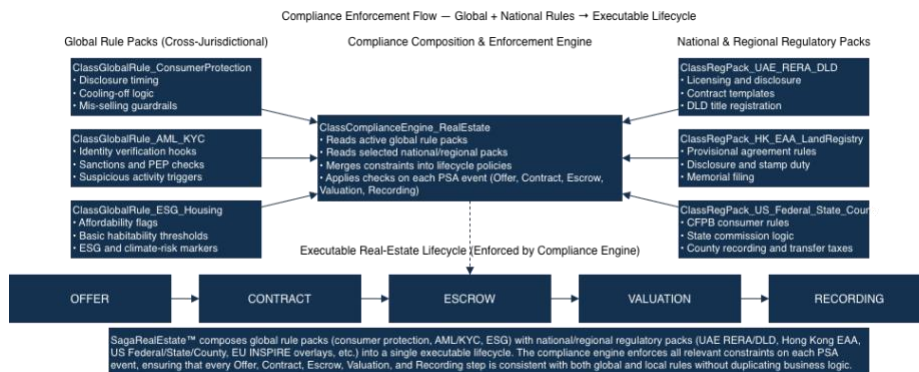 Compliance Enforcement Flow — Global + National Rules → Executable Lifecycle
Global Rule Packs (Cross-Jurisdictional)
Compliance Composition & Enforcement Engine
National & Regional Regulatory Packs
ClassGlobalRule_ConsumerProtection
• Disclosure timing
• Cooling-off logic
• Mis-selling guardrails
ClassGlobalRule_AML_KYC
• Identity verification hooks
• Sanctions and PEP checks
• Suspicious activity triggers
ClassGlobalRule_ESG_Housing
• Affordability flags
• Basic habitability thresholds
• ESG and climate-risk markers
ClassComplianceEngine_RealEstate
• Reads active global rule packs
• Reads selected national/regional packs
• Merges constraints into lifecycle policies
• Applies checks on each PSA event (Offer, Contract, Escrow,
Valuation, Recording)
ClassRegPack_UAE_RERA_DLD
• Licensing and disclosure
• Contract templates
• DLD title registration
ClassRegPack_HK_EAA_LandRegistry
• Provisional agreement rules
• Disclosure and stamp duty
• Memorial filing
ClassRegPack_US_Federal_State_Coun
• CFPB consumer rules
• State commission logic
• County recording and transfer taxes
Executable Real-Estate Lifecycle (Enforced by Compliance Engine)
OFFER
CONTRACT
ESCROW
VALUATION
RECORDING
SagaRealEstate™ composes global rule packs (consumer protection, AML/KYC, ESG) with national/regional regulatory packs (UAE RERA/DLD, Hong Kong EAA,
US Federal/State/County, EU INSPIRE overlays, etc.) into a single executable lifecycle. The compliance engine enforces all relevant constraints on each PSA
event, ensuring that every Offer, Contract, Escrow, Valuation, and Recording step is consistent with both global and local rules without duplicating business logic.